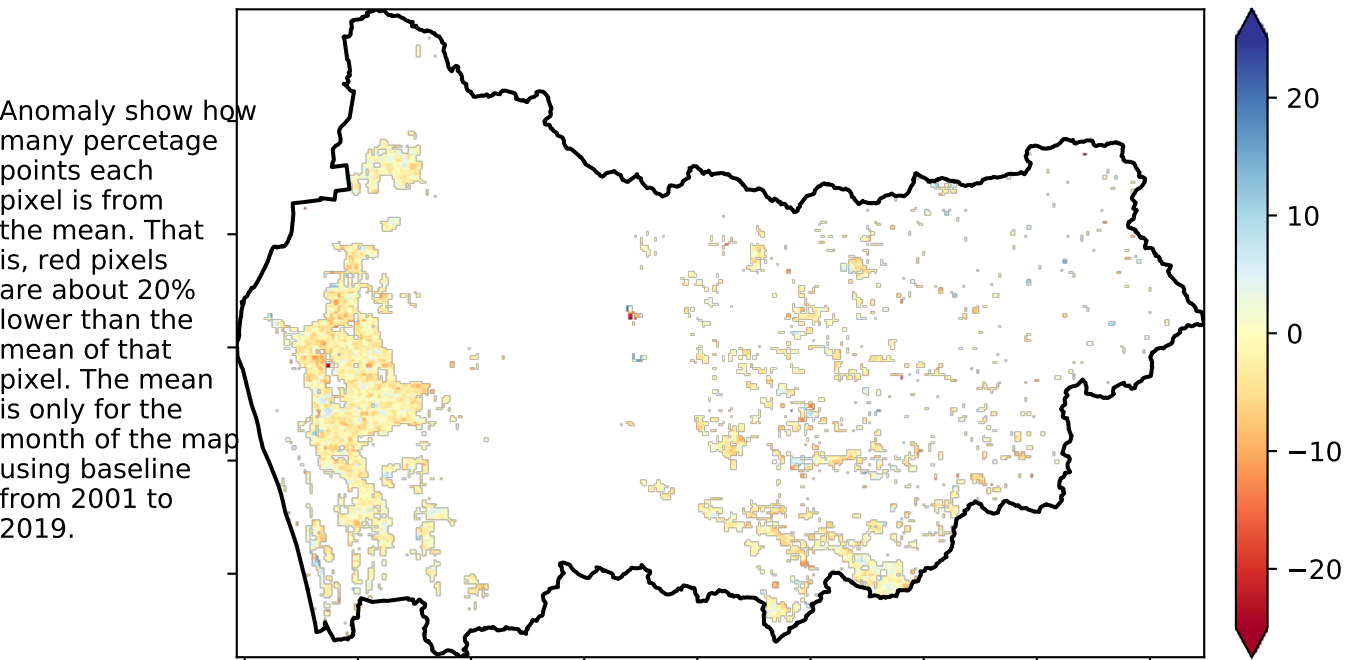 Anomaly show how
many percetage
points each
pixel is from
the mean. That
is, red pixels
are about 20%
lower than the
mean of that
pixel. The mean
is only for the
month of the map
using baseline
from 2001 to
2019.
20
10
0
−10
−20